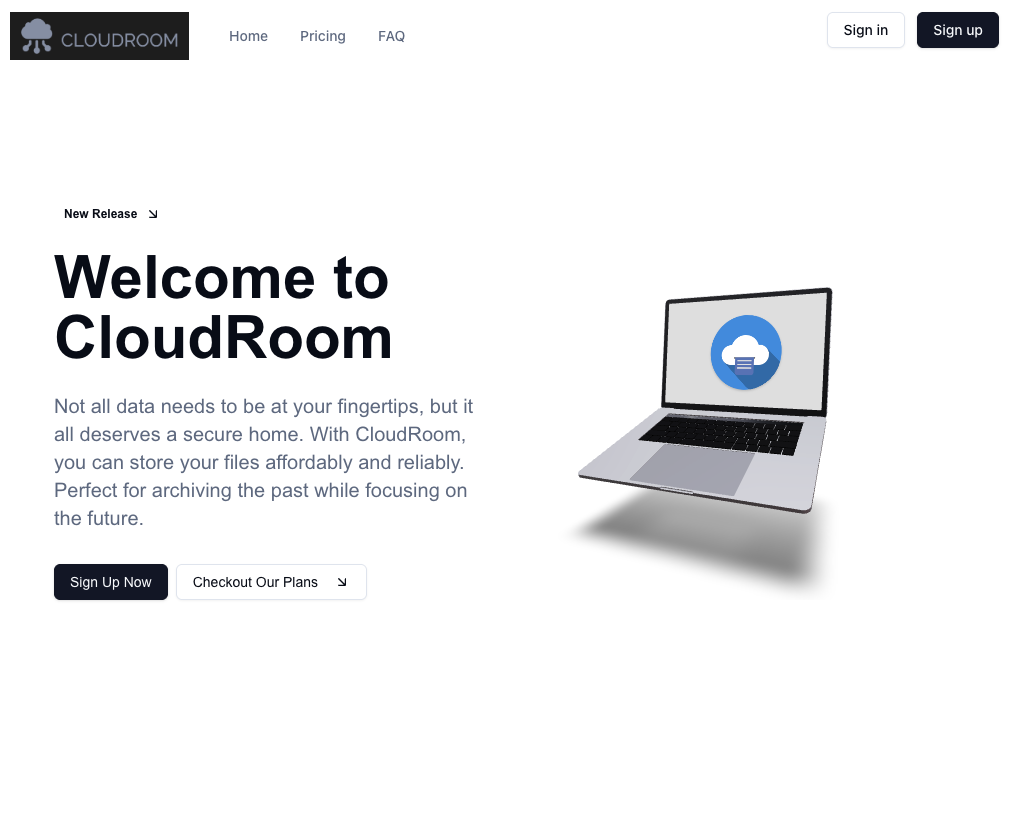 CLOUDROOM
Home
Pricing
FAQ
Sign in
Sign up
New Release
Welcome to
CloudRoom
Not all data needs to be at your fingertips, but it
all deserves a secure home. With CloudRoom,
you can store your files affordably and reliably.
Perfect for archiving the past while focusing on
the future.
Sign Up Now
Checkout Our Plans